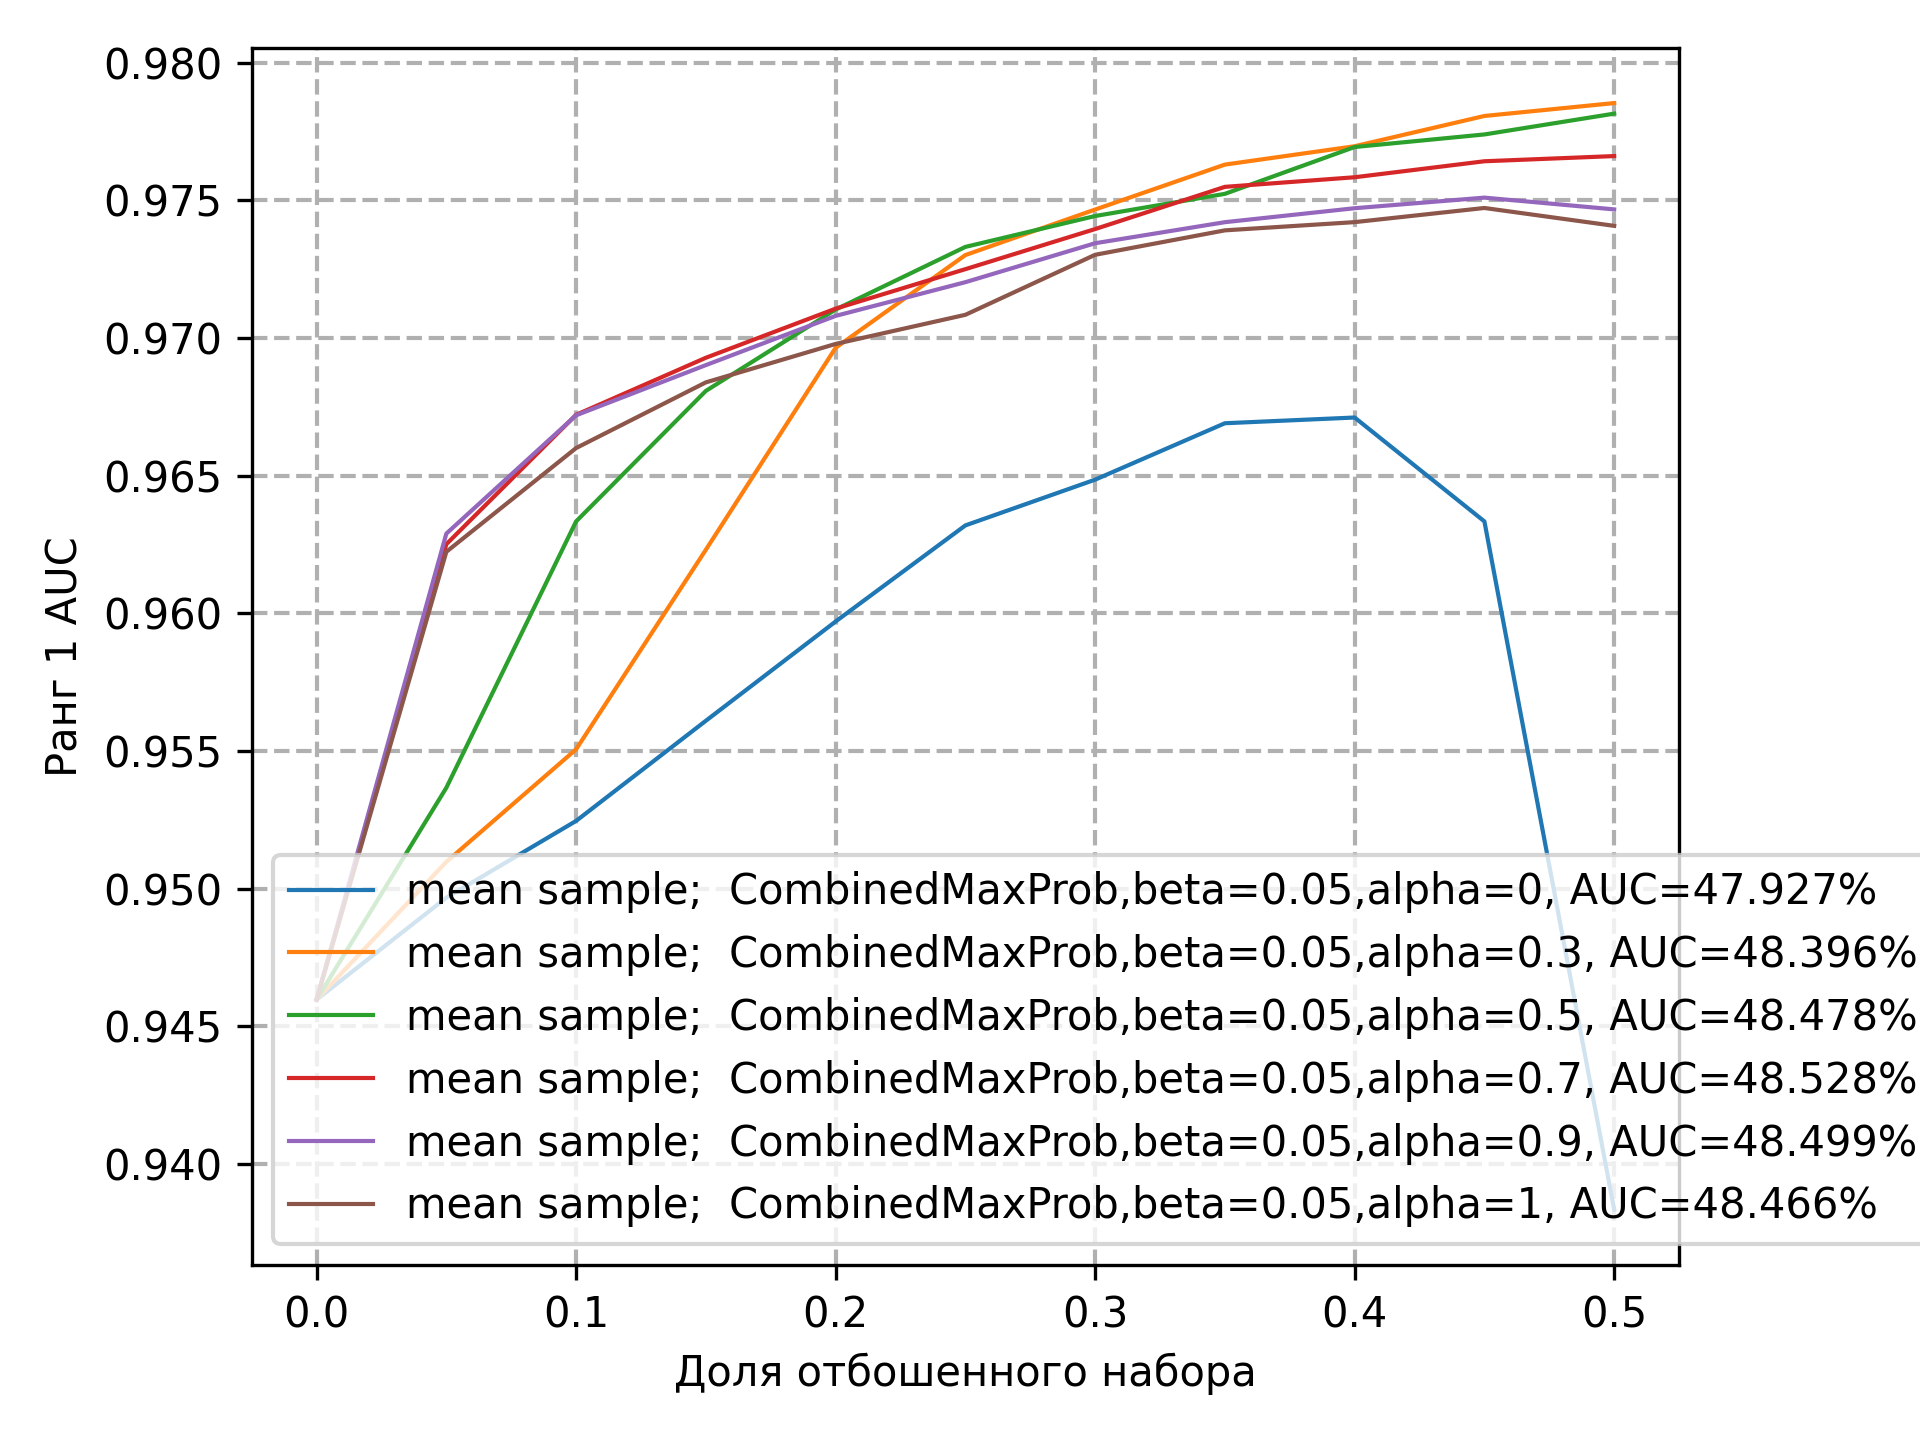 0.980
0.975
0.970
0.965
0.960
0.955
0.950
0.945
0.940
Ранг 1 AUC
mean sample;  CombinedMaxProb,beta=0.05,alpha=0, AUC=47.927%
mean sample;  CombinedMaxProb,beta=0.05,alpha=0.3, AUC=48.396%
mean sample;  CombinedMaxProb,beta=0.05,alpha=0.5, AUC=48.478%
mean sample;  CombinedMaxProb,beta=0.05,alpha=0.7, AUC=48.528%
mean sample;  CombinedMaxProb,beta=0.05,alpha=0.9, AUC=48.499%
mean sample;  CombinedMaxProb,beta=0.05,alpha=1, AUC=48.466%
0.0 0.1 0.2 0.3 0.4 0.5
Доля отбошенного набора